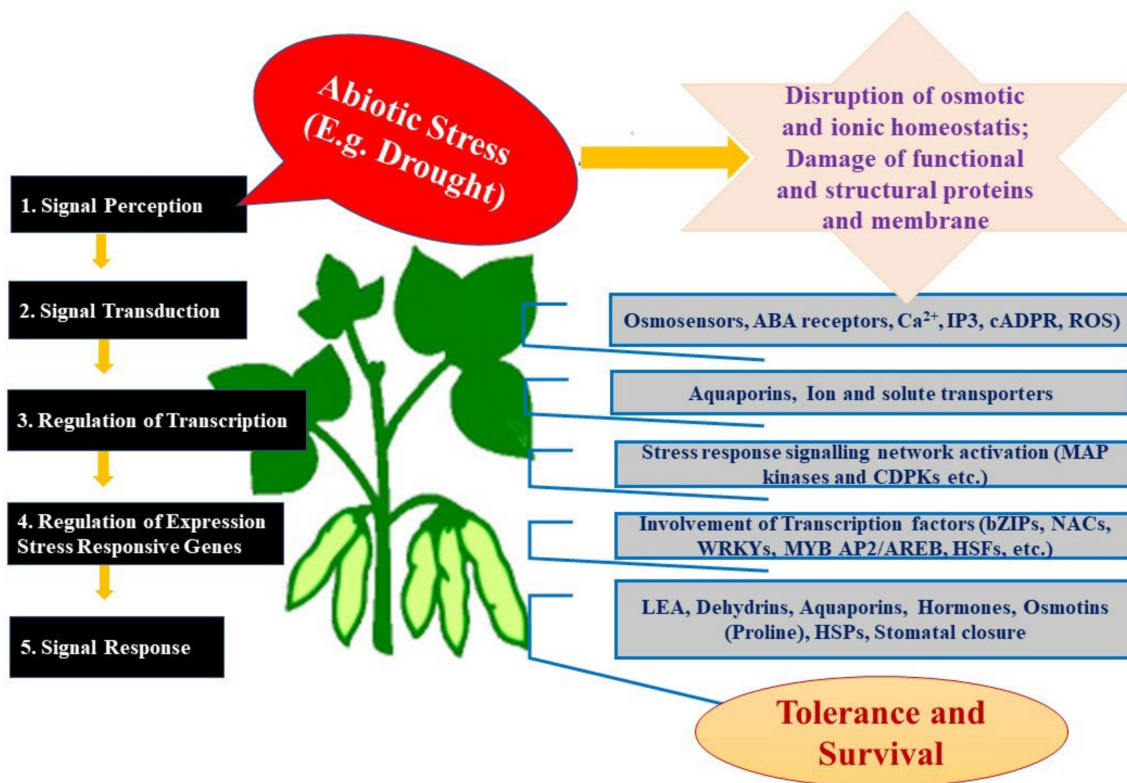 Abiotic Stress
(E.g. Drought)
Disruption of osmotic
and ionic homeostatis;
Damage of functional
and structural proteins
and membrane
1. Signal Perception
2. Signal Transduction
3. Regulation of Transcription
4. Regulation of Expression
Stress Responsive Genes
5. Signal Response
Osmosensors, ABA receptors, Ca²⁺, IP3, cADPR, ROS)
Aquaporins, Ion and solute transporters
Stress response signalling network activation (MAP
kinases and CDPKs etc.)
Involvement of Transcription factors (bZIPs, NACs,
WRKYs, MYB AP2/AREB, HSFs, etc.)
LEA, Dehydrins, Aquaporins, Hormones, Osmotins
(Proline), HSPs, Stomatal closure
Tolerance and
Survival